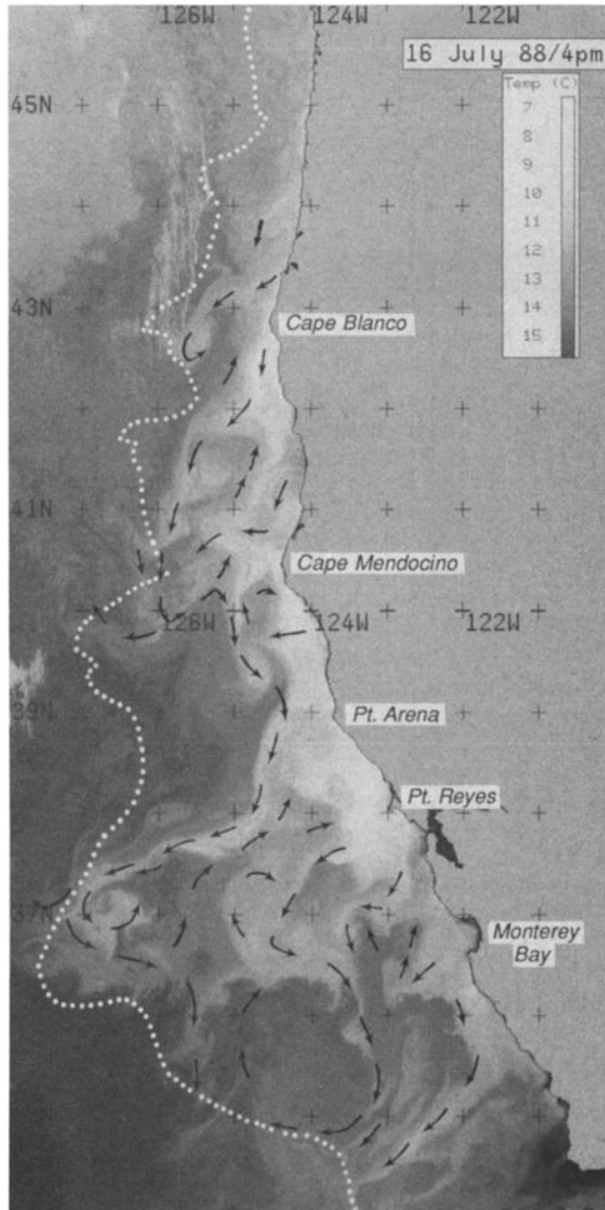 126W 124W 122W
16 July 88/4pm
Temp (C)
45N
7
8
9
10
11
12
13
14
15
43N
Cape Blanco
41N
Cape Mendocino
126W 124W 122W
39N
Pt. Arena
Pt. Reyes
37N
Monterey
Bay